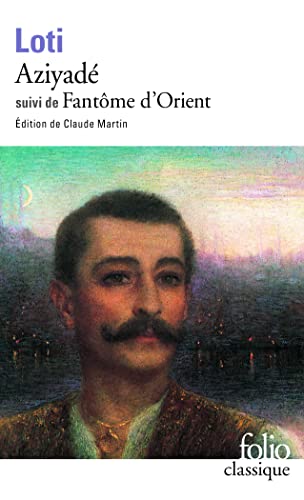 Loti
Aziyadé
suivi de Fantôme d'Orient
Édition de Claude Martin
folio
classique